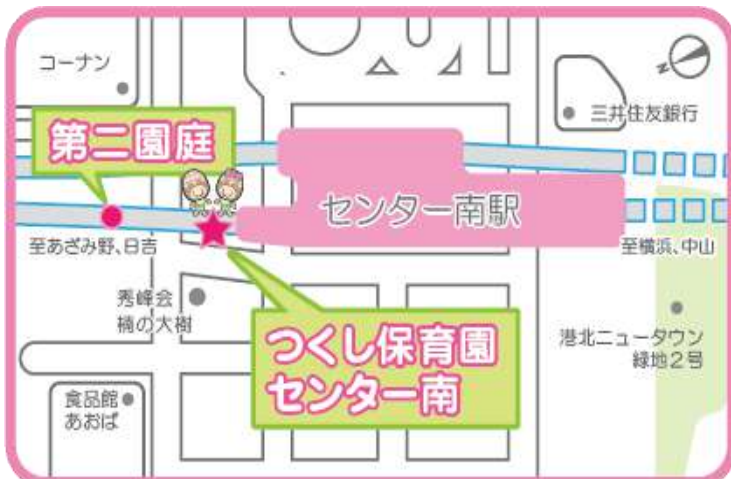 コーナン
N
三井住友銀行
第二園庭
センター南駅
至あざみ野、日吉
至横浜、中山
秀峰会
楠の大樹
つくし保育園
センター南
港北ニュータウン
緑地2号
食品館
あおば